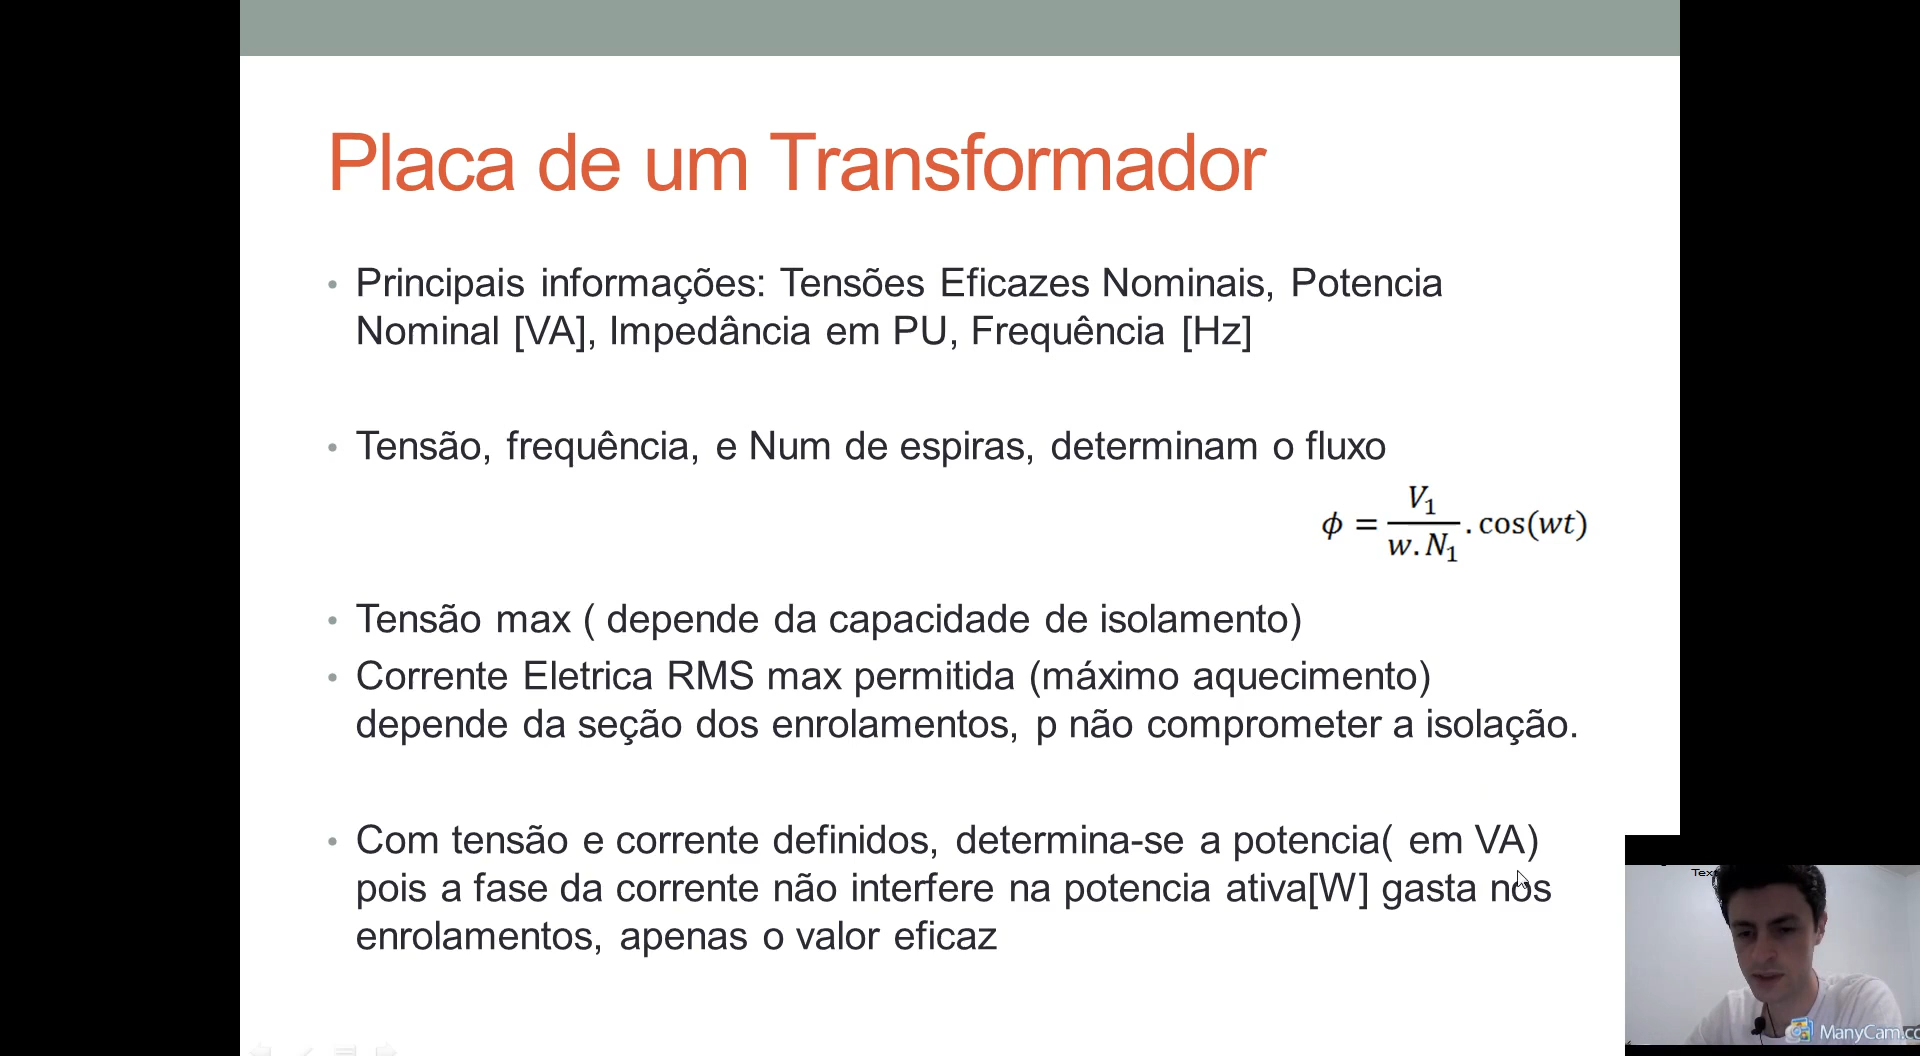 Placa de um Transformador
• Principais informações: Tensões Eficazes Nominais, Potencia
Nominal [VA], Impedância em PU, Frequência [Hz]
• Tensão, frequência, e Num de espiras, determinam o fluxo
ϕ = V₁ / w.N₁ . cos(wt)
• Tensão max ( depende da capacidade de isolamento)
• Corrente Eletrica RMS max permitida (máximo aquecimento)
depende da seção dos enrolamentos, p não comprometer a isolação.
• Com tensão e corrente definidos, determina-se a potencia( em VA)
pois a fase da corrente não interfere na potencia ativa[W] gasta nos
enrolamentos, apenas o valor eficaz
ManyCam.co